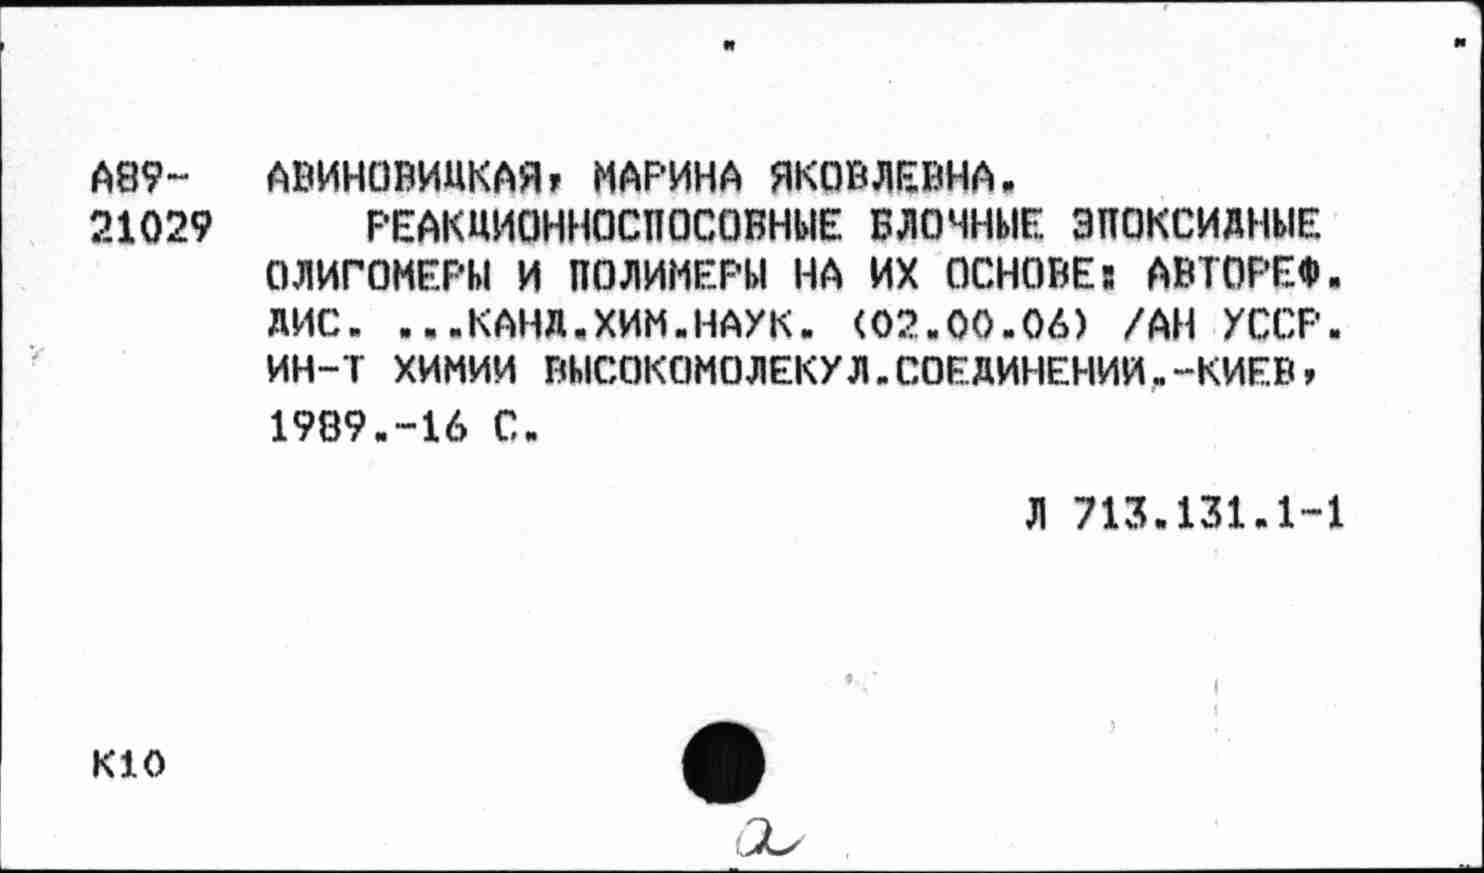 А89- АВИНОВИЦКАЯ, МАРИНА ЯКОВЛЕВНА.
21029 РЕАКЦИОННОСПОСОБНЫЕ БЛОЧНЫЕ ЭПОКСИДНЫЕ
ОЛИГОМЕРЫ И ПОЛИМЕРЫ НА ИХ ОСНОВЕ: АВТОРЕФ.
ДИС. ...КАНД.ХИМ.НАУК. (02.00.06) /АН УССР.
ИН-Т ХИМИИ ВЫСОКОМОЛЕКУЛ.СОЕДИНЕНИЙ.-КИЕВ,
1989.-16 С.
Л 713.131.1-1
К10
а